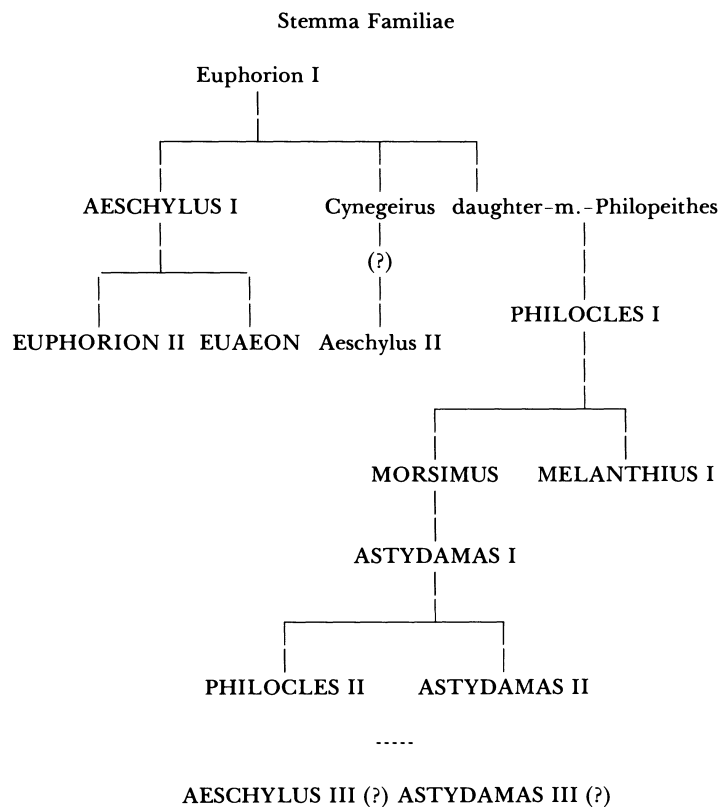 Stemma Familiae
Euphorion I
AESCHYLUS I Cynegeirus daughter-m.-Philopeithes
(?)
PHILOCLES I
EUPHORION II EUAEON Aeschylus II
MORSIMUS MELANTHIUS I
ASTYDAMAS I
PHILOCLES II ASTYDAMAS II
-----
AESCHYLUS III (?) ASTYDAMAS III (?)